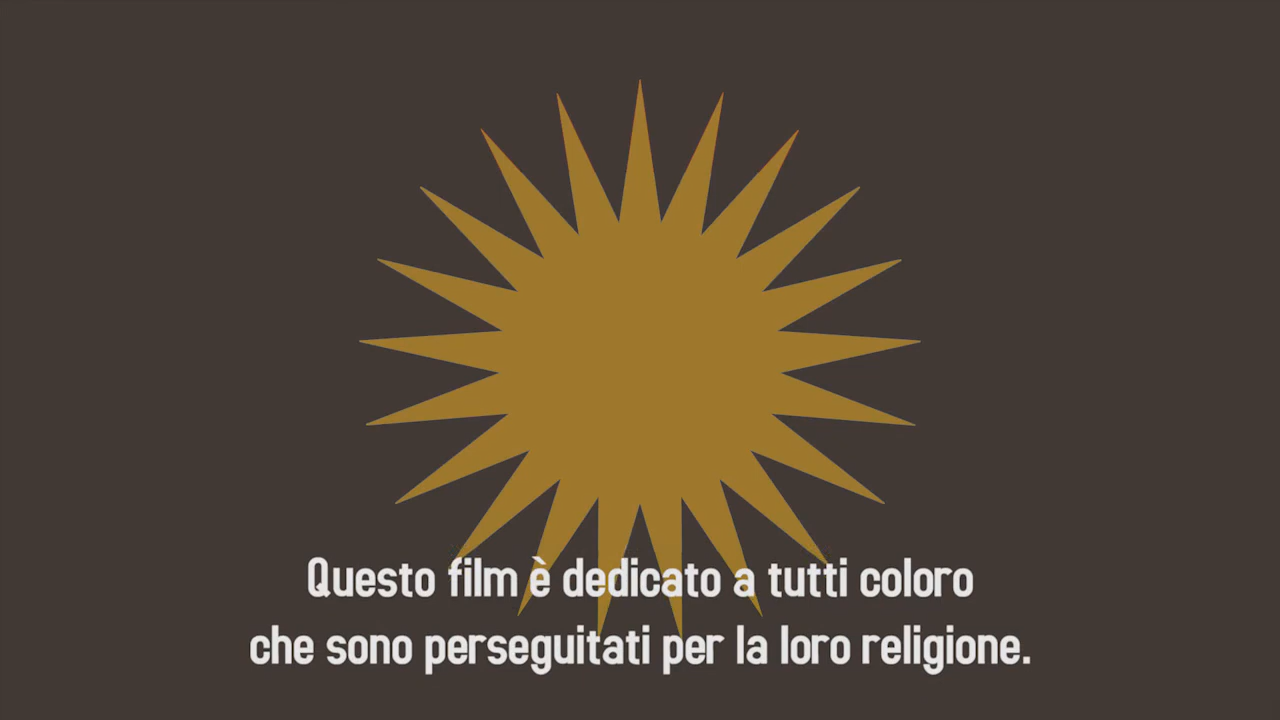 Questo film è dedicato a tutti coloro
che sono perseguitati per la loro religione.